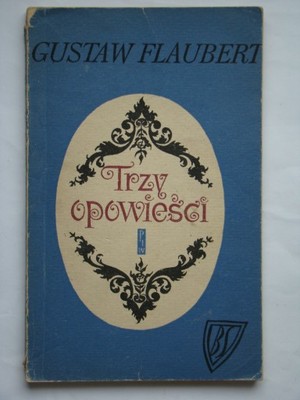 GUSTAW FLAUBERT
Trzy
opowieści
PIW
BS